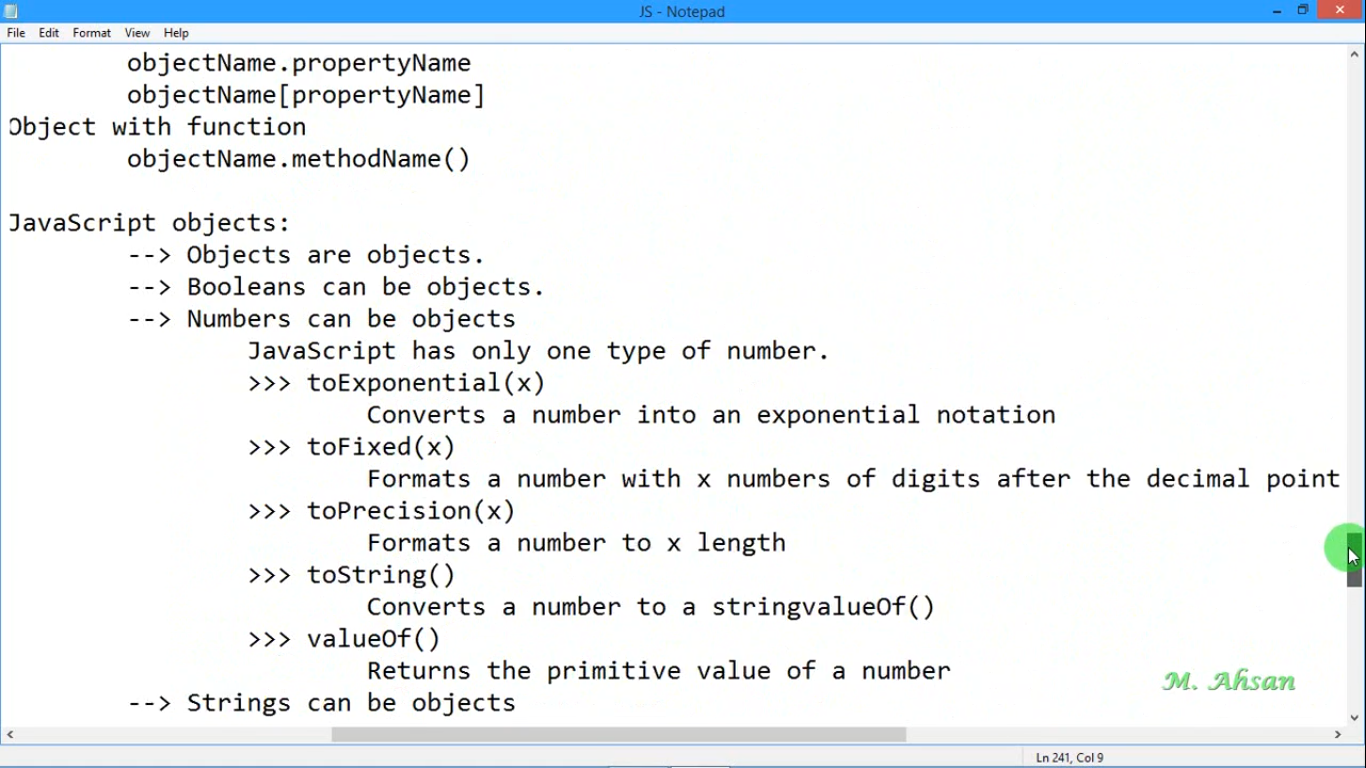 JS - Notepad
File Edit Format View Help
objectName.propertyName
objectName[propertyName]
Object with function
objectName.methodName()
JavaScript objects:
--> Objects are objects.
--> Booleans can be objects.
--> Numbers can be objects
JavaScript has only one type of number.
>>> toExponential(x)
Converts a number into an exponential notation
>>> toFixed(x)
Formats a number with x numbers of digits after the decimal point
>>> toPrecision(x)
Formats a number to x length
>>> toString()
Converts a number to a stringvalueOf()
>>> valueOf()
Returns the primitive value of a number
M. Ahsan
--> Strings can be objects
Ln 241, Col 9